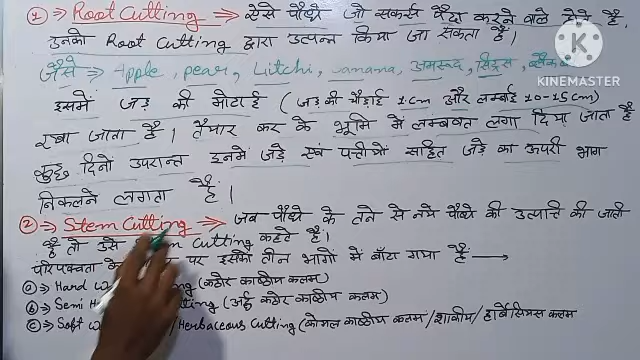 ① Root Cutting ⇒ ऐसे पौधे जो सकर्स पैदा करने वाले होते हैं,
उनको Root Cutting द्वारा उत्पन्न किया जा सकता है।
जैसे ⇒ Apple, pear, Litchi, वanama, अमरूद,
KINEMASTER
इसमें जड़ की मोटाई (जड़ की चौड़ाई 1cm और लम्बाई 10-15cm)
रखा जाता है। तैयार कर के भूमि में लम्बवत लगा दिया जाता है
कुछ दिनों उपरान्त इनमें जड़े एवं पत्तीयों सहित जड़े का ऊपरी भाग
निकलने लगता है।
② Stem Cutting ⇒ जब पौधे के तने से नये पौधे की उत्पत्ति की जाती
है तो उसे Cutting कहते हैं।
परिपक्वता के पर इसको तीन भागों में बाँटा गया है →
ⓐ⇒ Hard (कठोर काष्ठीय कलम)
ⓑ⇒ Semi (अर्द्ध कठोर काष्ठीय कलम)
ⓒ⇒ Soft /Herbaceous Cutting (कोमल काष्ठीय कलम/शाकीय/हर्बेसियस कलम